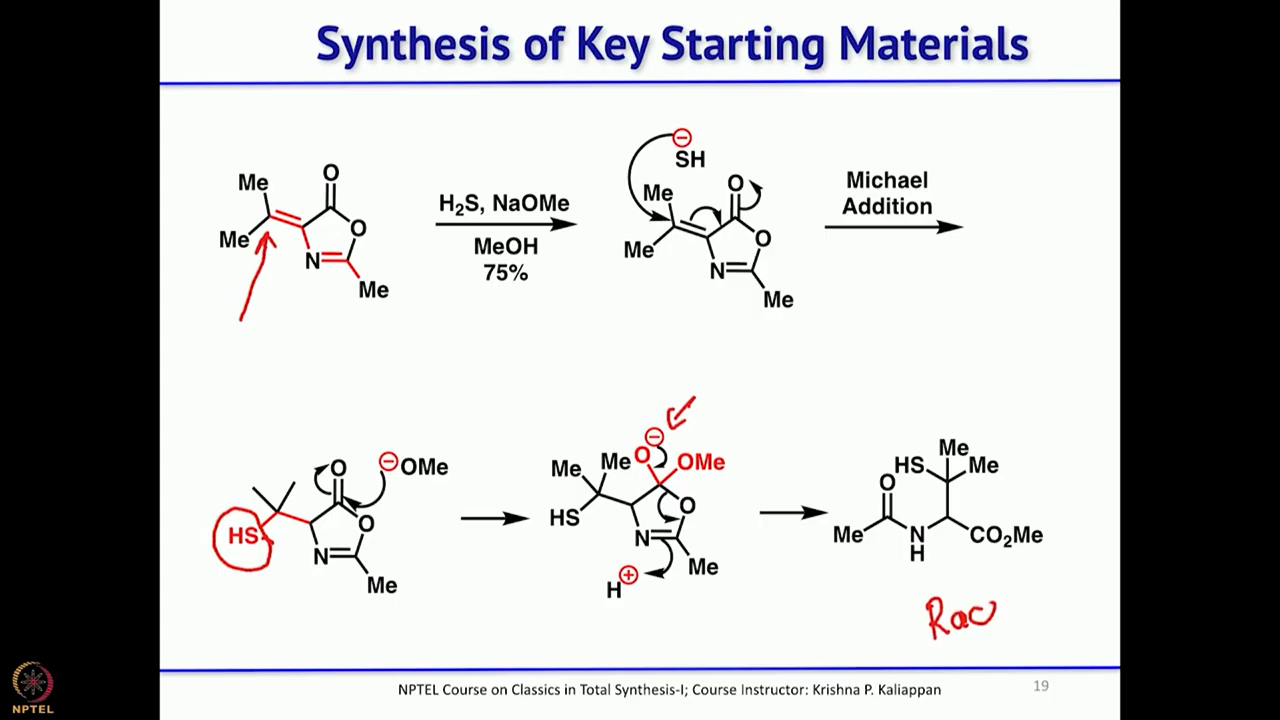 Synthesis of Key Starting Materials
Me
Me
O
O
N
Me
H₂S, NaOMe
MeOH
75%
⊖
SH
Me
Me
O
O
N
Me
Michael
Addition
HS
O
⊖OMe
O
N
Me
Me
Me
HS
⊖
O
OMe
O
N
Me
H⊕
HS
Me
Me
O
Me
N
H
CO₂Me
Rac
NPTEL
NPTEL Course on Classics in Total Synthesis-I; Course Instructor: Krishna P. Kaliappan
19